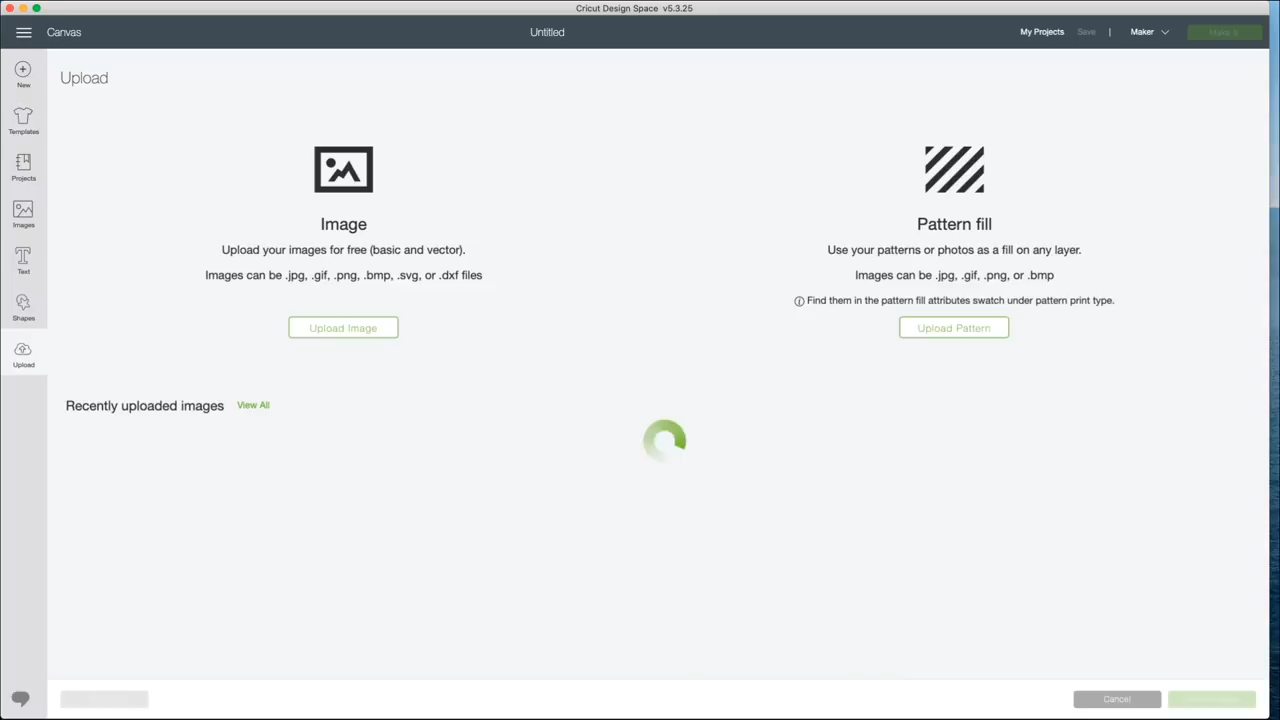 Cricut Design Space v5.3.25
Canvas
Untitled
My Projects
Save
|
Maker
Make It
New
Templates
Projects
Images
Text
Shapes
Upload
Upload
Image
Upload your images for free (basic and vector).
Images can be .jpg, .gif, .png, .bmp, .svg, or .dxf files
Upload Image
Pattern fill
Use your patterns or photos as a fill on any layer.
Images can be .jpg, .gif, .png, or .bmp
Find them in the pattern fill attributes swatch under pattern print type.
Upload Pattern
Recently uploaded images
View All
Cancel